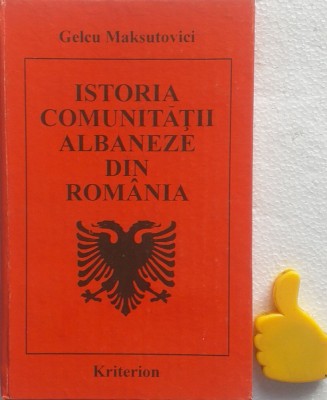 Gelcu Maksutovici
ISTORIA
COMUNITĂȚII
ALBANEZE
DIN
ROMÂNIA
Kriterion